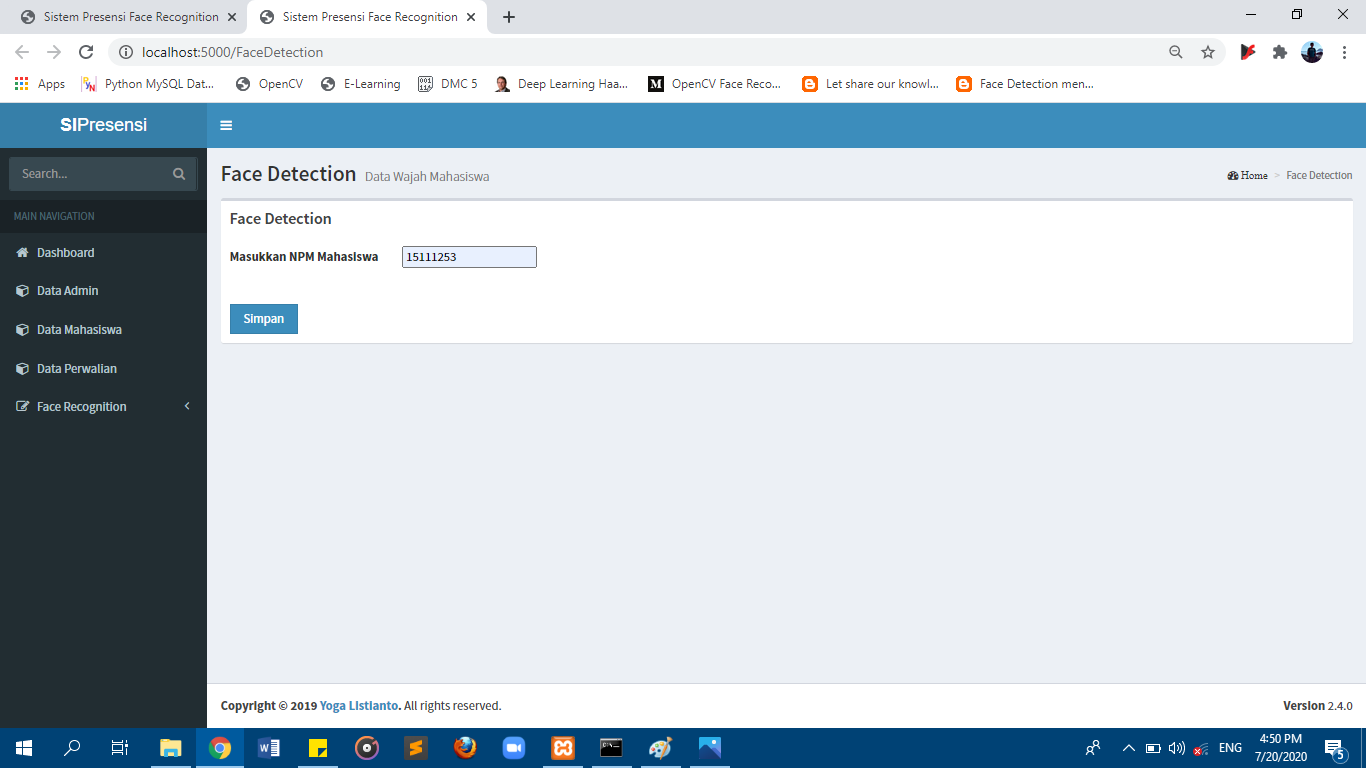 Sistem Presensi Face Recognition
Sistem Presensi Face Recognition
localhost:5000/FaceDetection
Apps Python MySQL Dat... OpenCV E-Learning DMC 5 Deep Learning Haa... OpenCV Face Reco... Let share our knowl... Face Detection men...
SIPresensi
Search...
MAIN NAVIGATION
Dashboard
Data Admin
Data Mahasiswa
Data Perwalian
Face Recognition
Face Detection Data Wajah Mahasiswa
Home > Face Detection
Face Detection
Masukkan NPM Mahasiswa 15111253
Simpan
Copyright © 2019 Yoga Listianto. All rights reserved.
Version 2.4.0
ENG
4:50 PM
7/20/2020
5